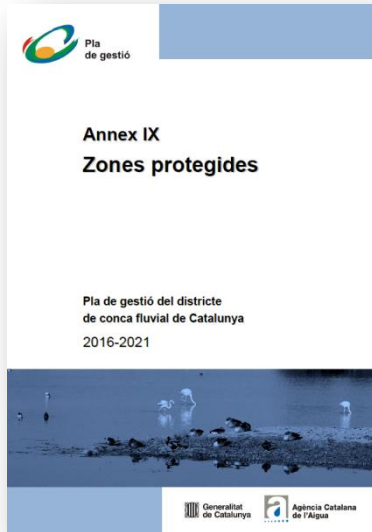 Pla
de gestió
Annex IX
Zones protegides
Pla de gestió del districte
de conca fluvial de Catalunya
2016-2021
Generalitat
de Catalunya
Agència Catalana
de l'Aigua